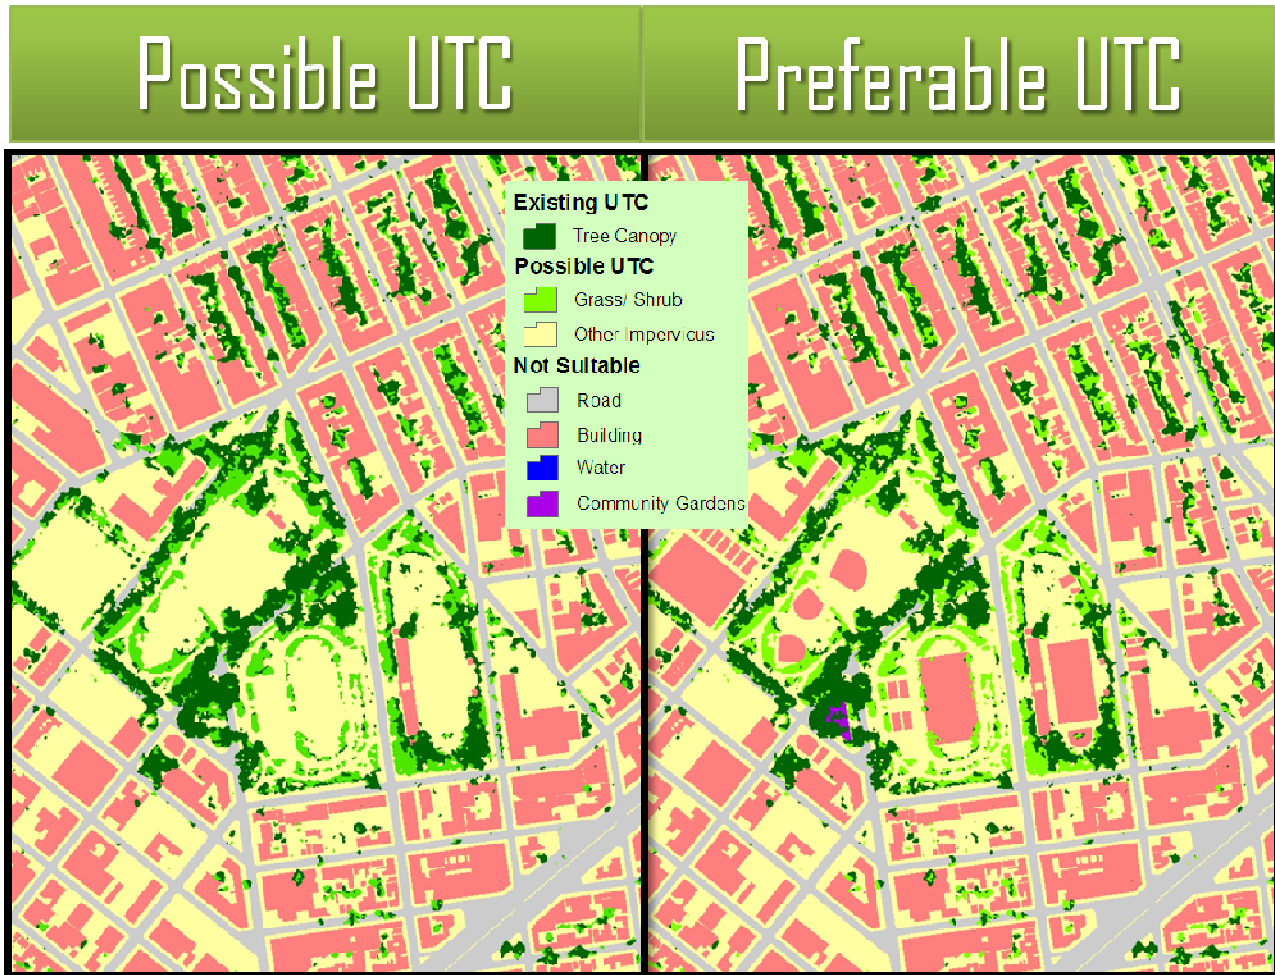 Possible UTC
Preferable UTC
Existing UTC
Tree Canopy
Possible UTC
Grass/ Shrub
Other Impervious
Not Suitable
Road
Building
Water
Community Gardens